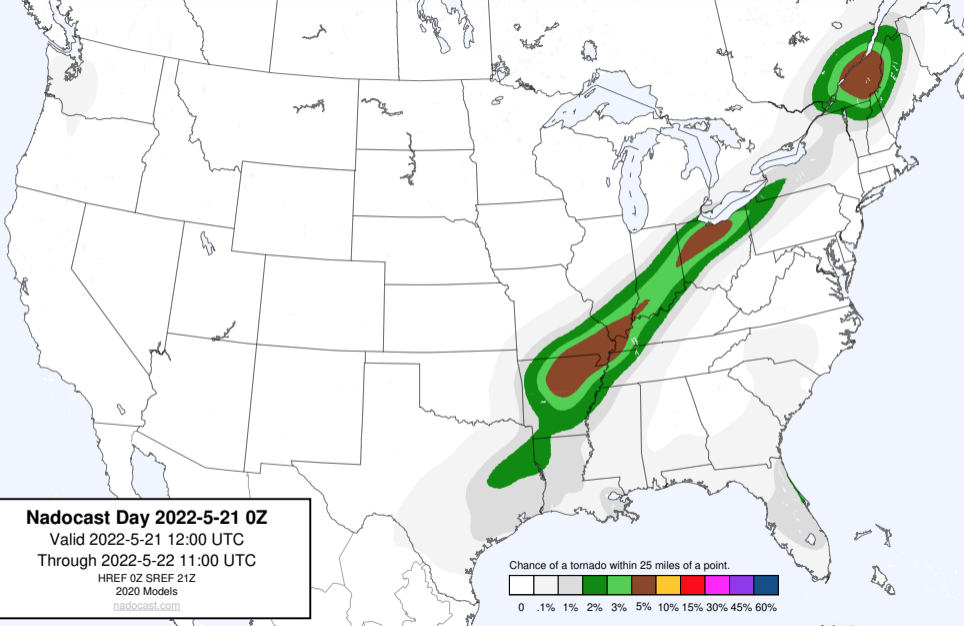 Nadocast Day 2022-5-21 0Z
Valid 2022-5-21 12:00 UTC
Through 2022-5-22 11:00 UTC
HREF 0Z SREF 21Z
2020 Models
nadocast.com
Chance of a tornado within 25 miles of a point.
0 .1% 1% 2% 3% 5% 10% 15% 30% 45% 60%